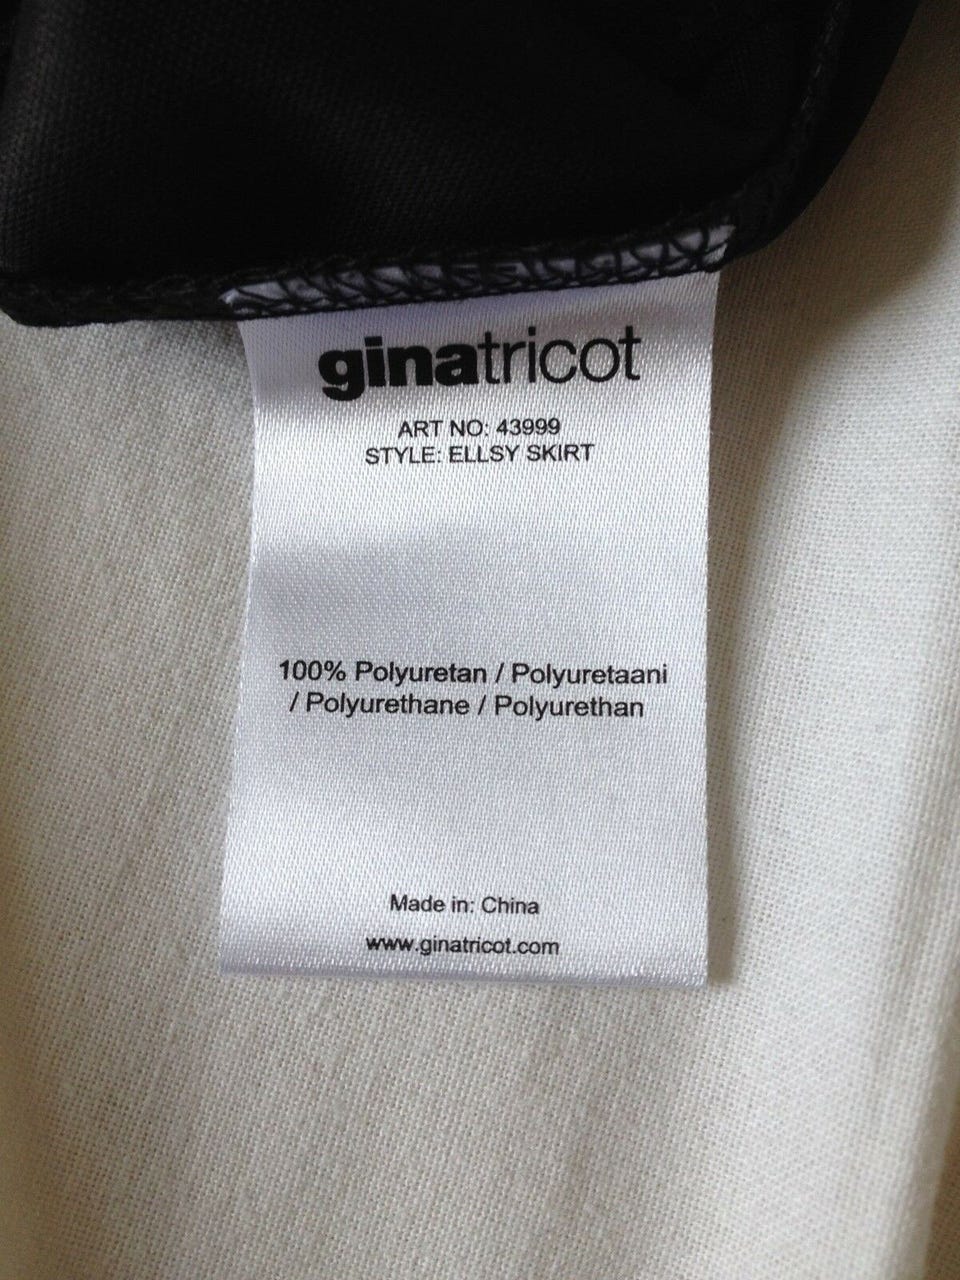 ginatricot
ART NO: 43999
STYLE: ELLSY SKIRT
100% Polyuretan / Polyuretaani
/ Polyurethane / Polyurethan
Made in: China
www.ginatricot.com